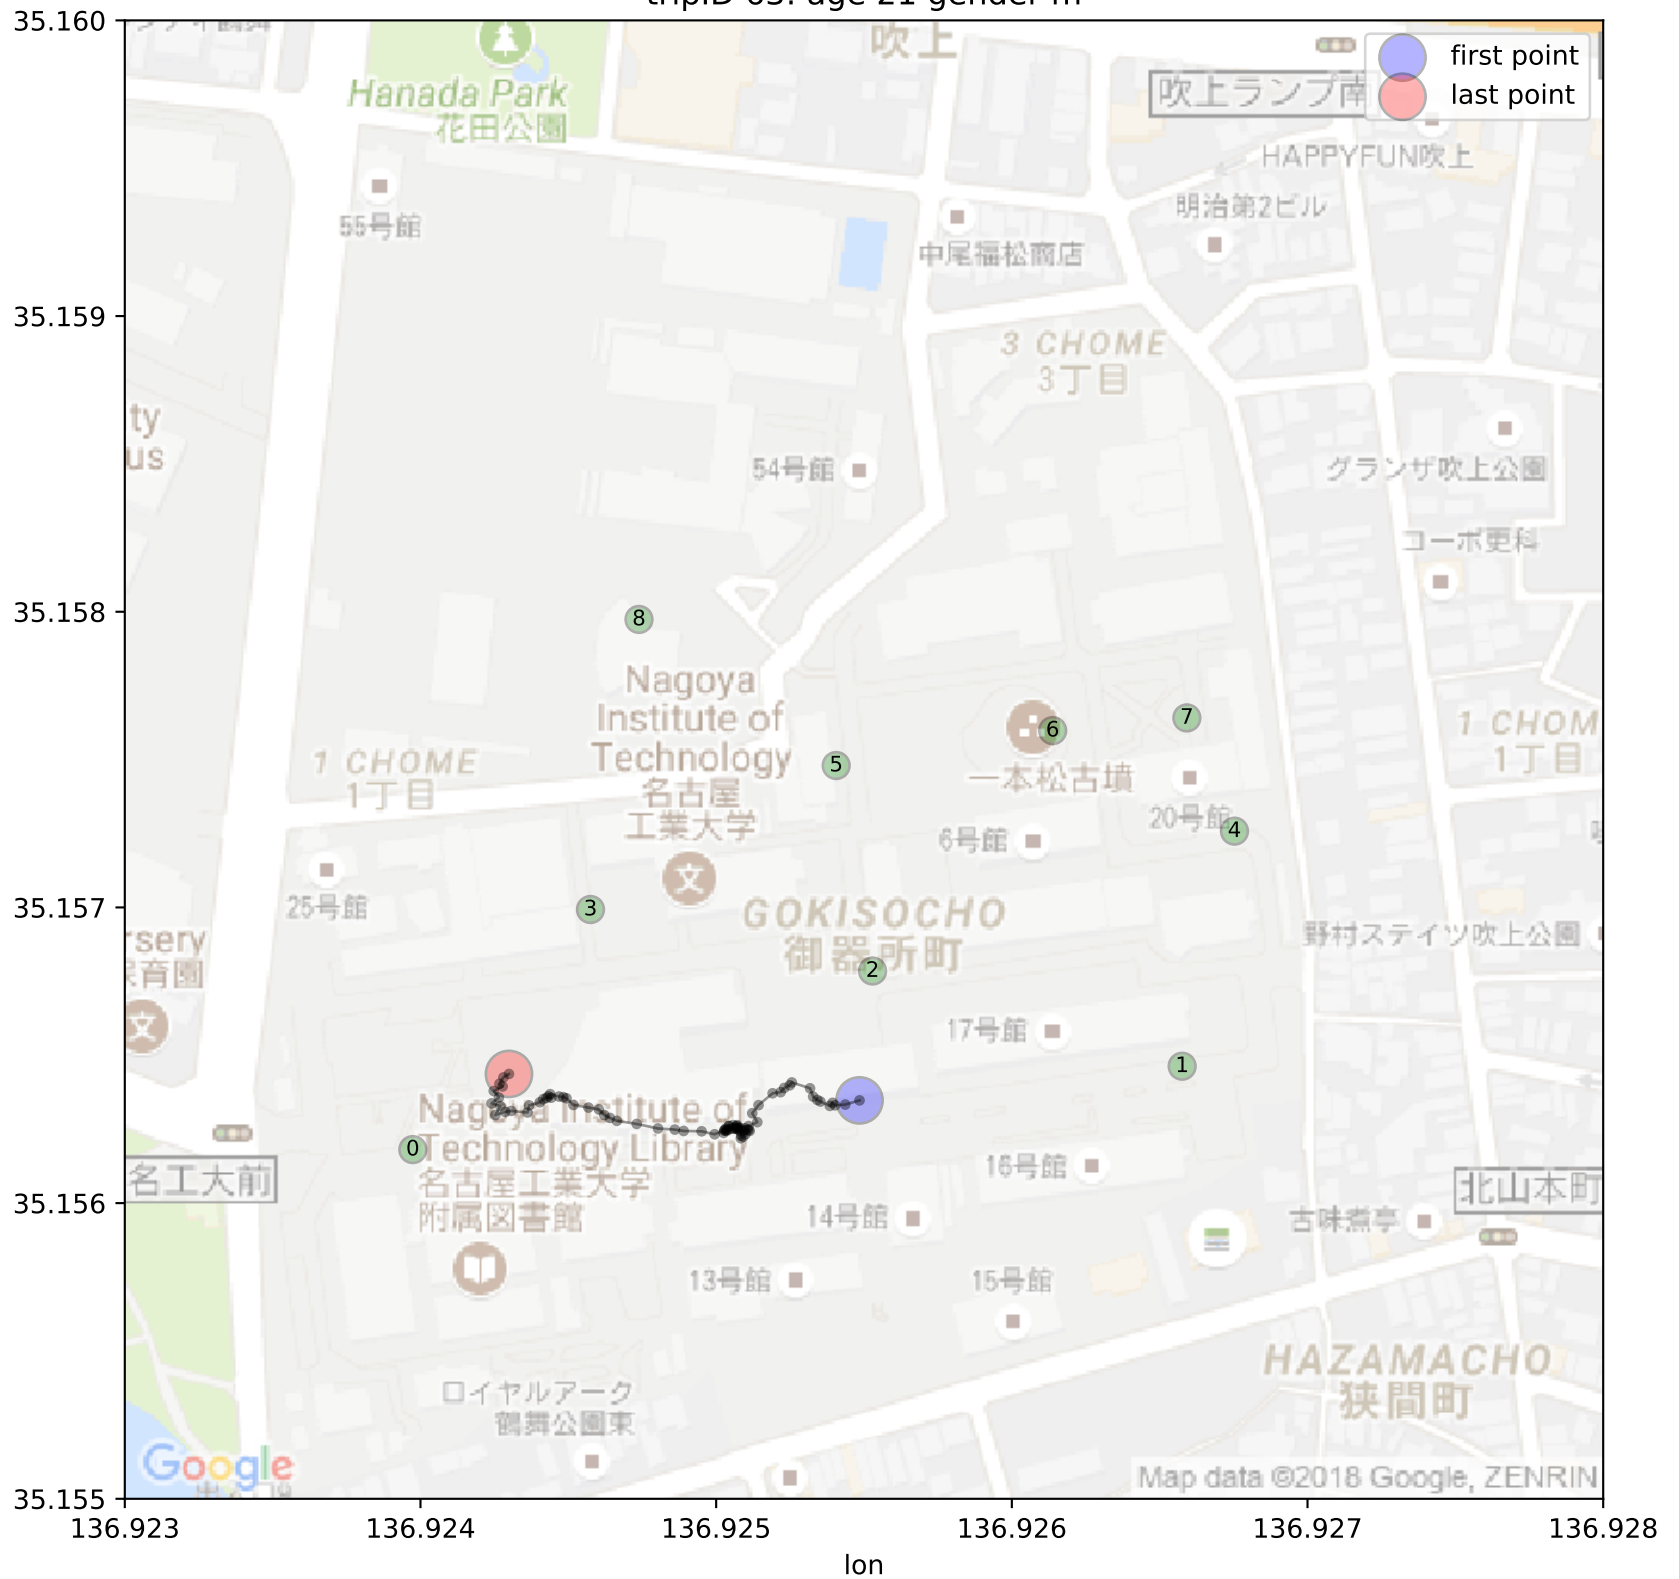 35.160
吹上
first point
last point
Hanada Park
花田公園
吹上ランプ南
HAPPYFUN吹上
55号館
明治第2ビル
中尾福松商店
35.159
3 CHOME
3丁目
ty
us
54号館
グランザ吹上公園
コーポ更科
35.158
8
Nagoya
Institute of
Technology
名古屋
工業大学
7
6
1 CHOM
1丁目
1 CHOME
1丁目
5
一本松古墳
20号館
4
6号館
25号館
35.157
3
GOKISOCHO
御器所町
野村ステイツ吹上公園
rsery
保育園
2
17号館
1
Nagoya Institute of
Technology Library
名古屋工業大学
附属図書館
0
名工大前
16号館
北山本町
35.156
14号館
古味煮亭
13号館
15号館
HAZAMACHO
狭間町
ロイヤルアーク
鶴舞公園東
Google
Map data ©2018 Google, ZENRIN
35.155
136.923
136.924
136.925
136.926
136.927
136.928
lon